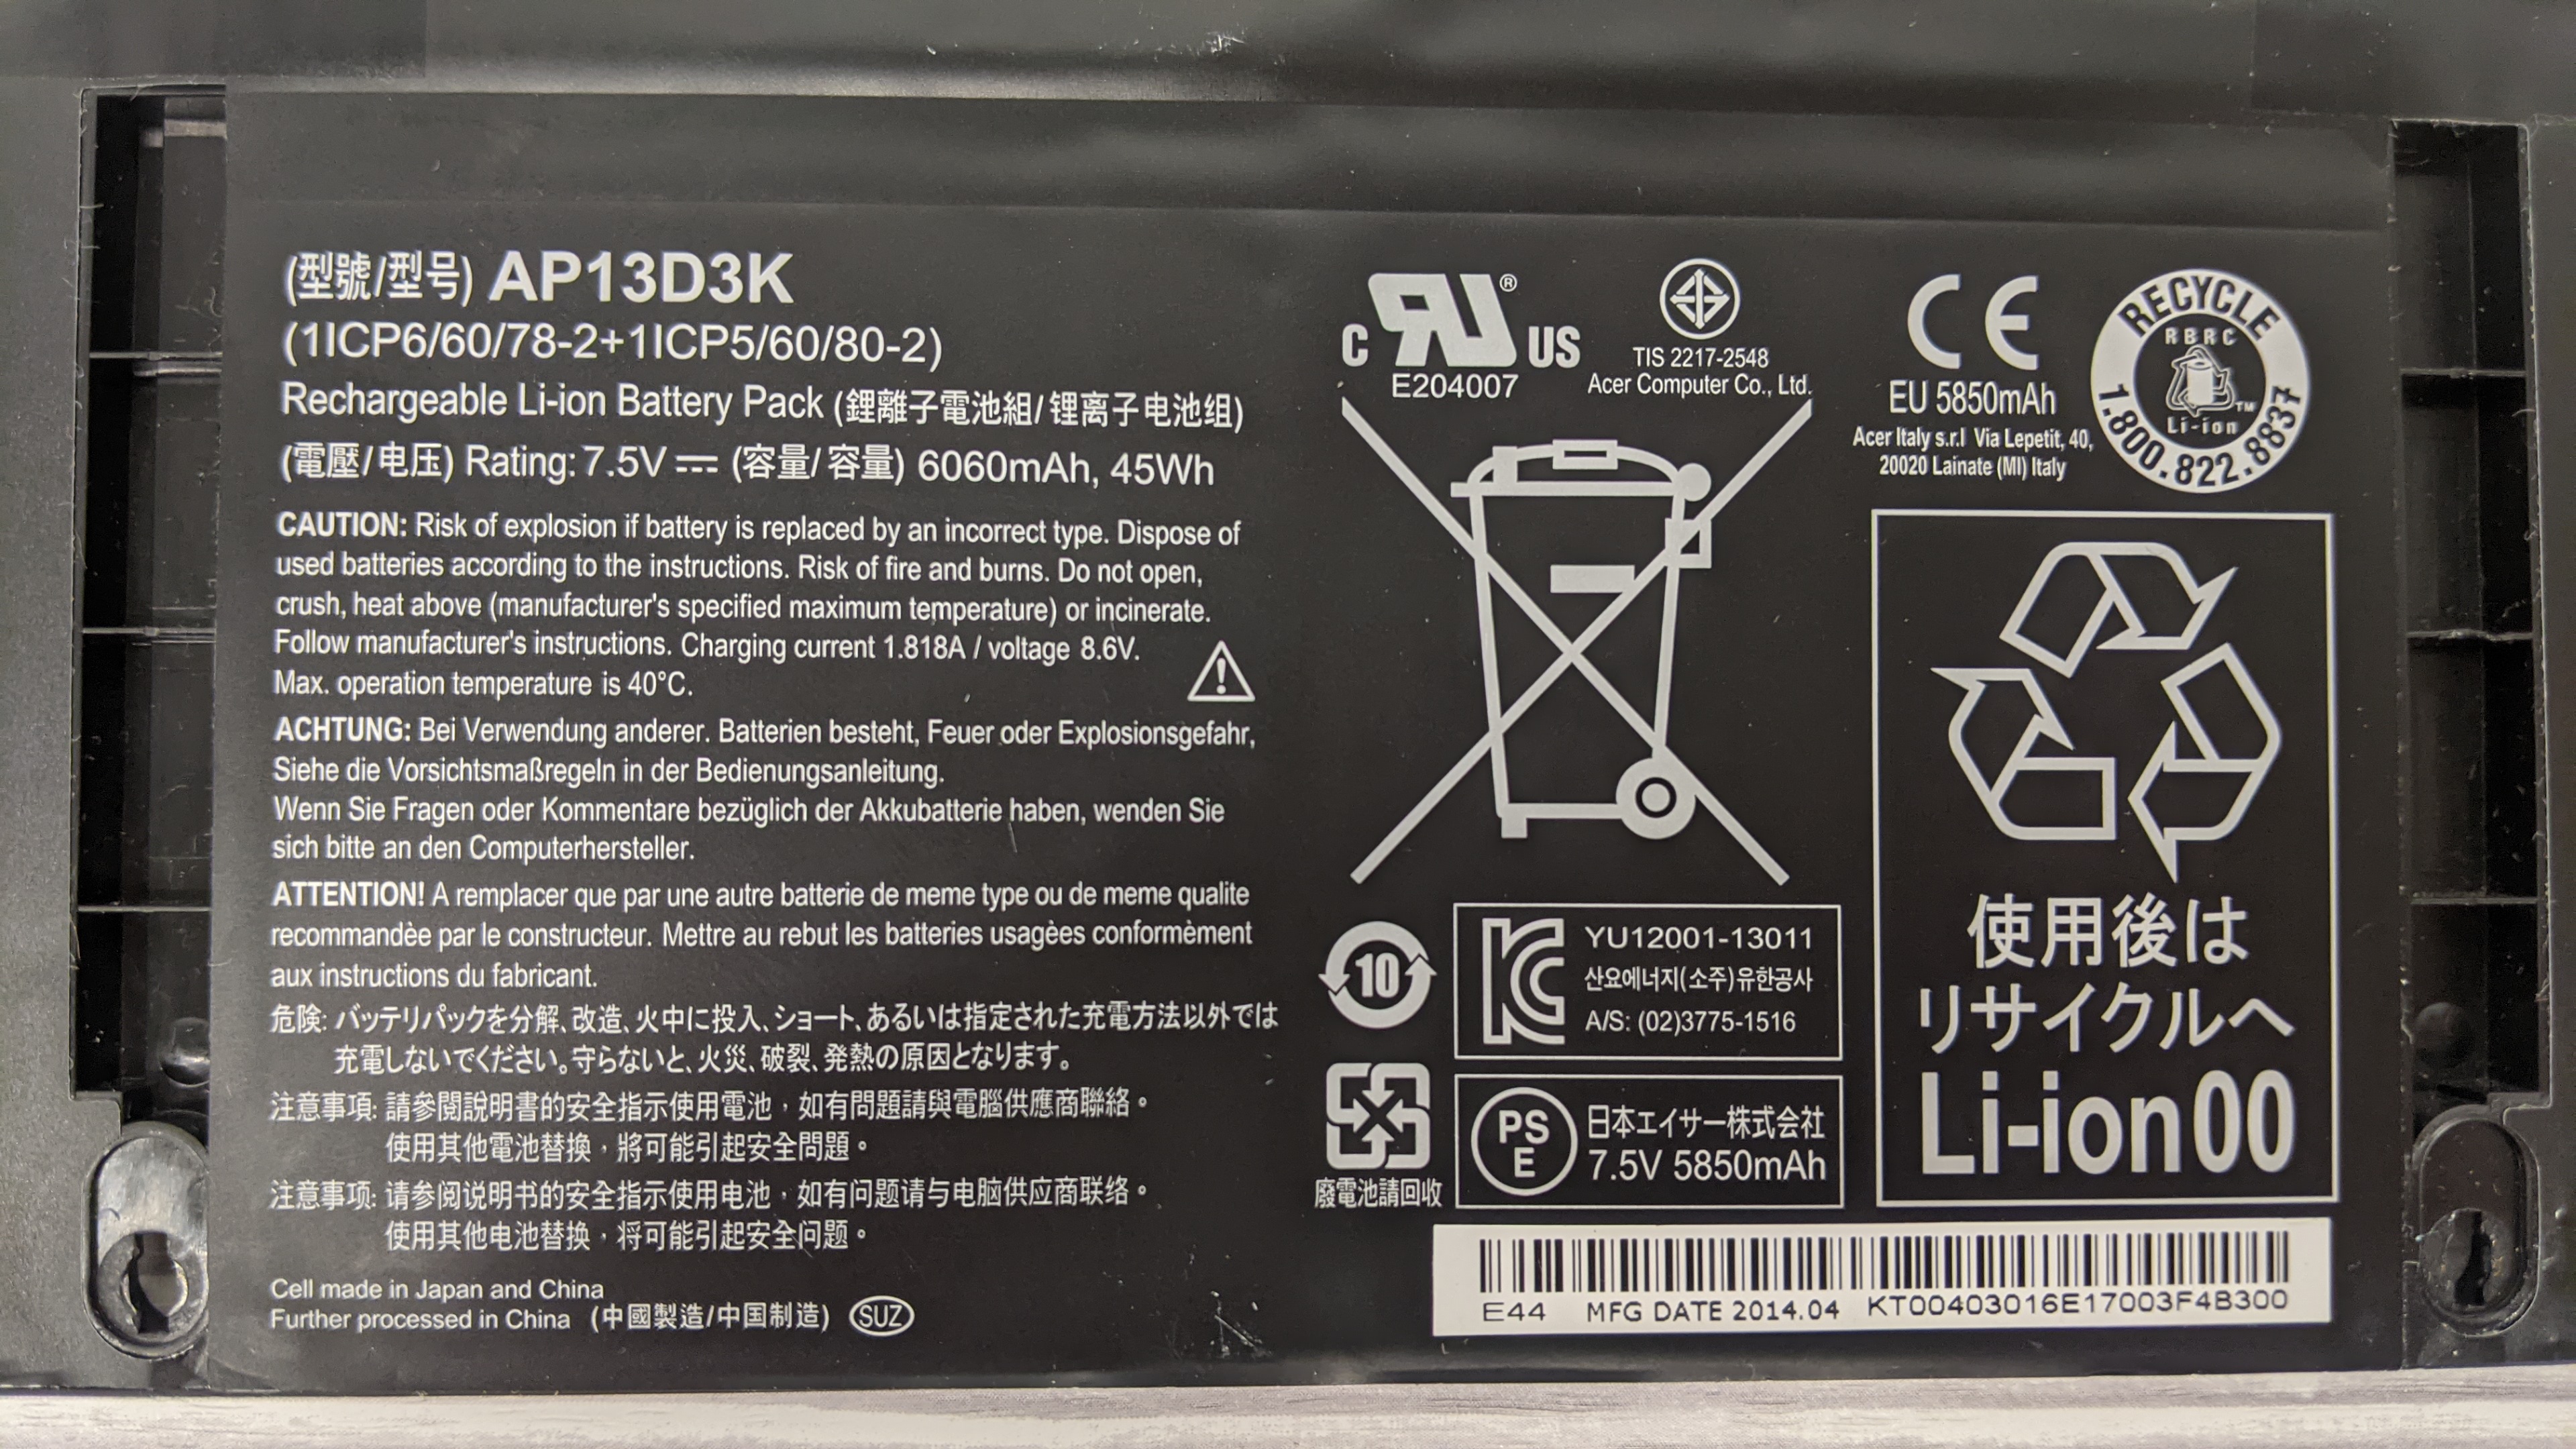 (型號/型号) AP13D3K
(1ICP6/60/78-2+1ICP5/60/80-2)
Rechargeable Li-ion Battery Pack (鋰離子電池組/锂离子电池组)
(電壓/电压) Rating: 7.5V ⎓ (容量/容量) 6060mAh, 45Wh
CAUTION: Risk of explosion if battery is replaced by an incorrect type. Dispose of
used batteries according to the instructions. Risk of fire and burns. Do not open,
crush, heat above (manufacturer's specified maximum temperature) or incinerate.
Follow manufacturer's instructions. Charging current 1.818A / voltage 8.6V.
Max. operation temperature is 40°C.
ACHTUNG: Bei Verwendung anderer. Batterien besteht, Feuer oder Explosionsgefahr,
Siehe die Vorsichtsmaßregeln in der Bedienungsanleitung.
Wenn Sie Fragen oder Kommentare bezüglich der Akkubatterie haben, wenden Sie
sich bitte an den Computerhersteller.
ATTENTION! A remplacer que par une autre batterie de meme type ou de meme qualite
recommandèe par le constructeur. Mettre au rebut les batteries usagèes conformèment
aux instructions du fabricant.
危険: バッテリパックを分解、改造、火中に投入、ショート、あるいは指定された充電方法以外では
充電しないでください。守らないと、火災、破裂、発熱の原因となります。
注意事項: 請參閱說明書的安全指示使用電池，如有問題請與電腦供應商聯絡。
使用其他電池替換，將可能引起安全問題。
注意事项: 请参阅说明书的安全指示使用电池，如有问题请与电脑供应商联络。
使用其他电池替换，将可能引起安全问题。
Cell made in Japan and China
Further processed in China (中國製造/中国制造) SUZ
C RU® US
E204007
TIS 2217-2548
Acer Computer Co., Ltd.
CE
EU 5850mAh
Acer Italy s.r.l Via Lepetit, 40,
20020 Lainate (MI) Italy
RECYCLE
RBRC
Li-ion
TM
1.800.822.8837
10
KC
YU12001-13011
산요에너지(소주)유한공사
A/S: (02)3775-1516
廢電池請回收
PS
E
日本エイサー株式会社
7.5V 5850mAh
使用後は
リサイクルへ
Li-ion00
E44 MFG DATE 2014.04 KT00403016E17003F4B300